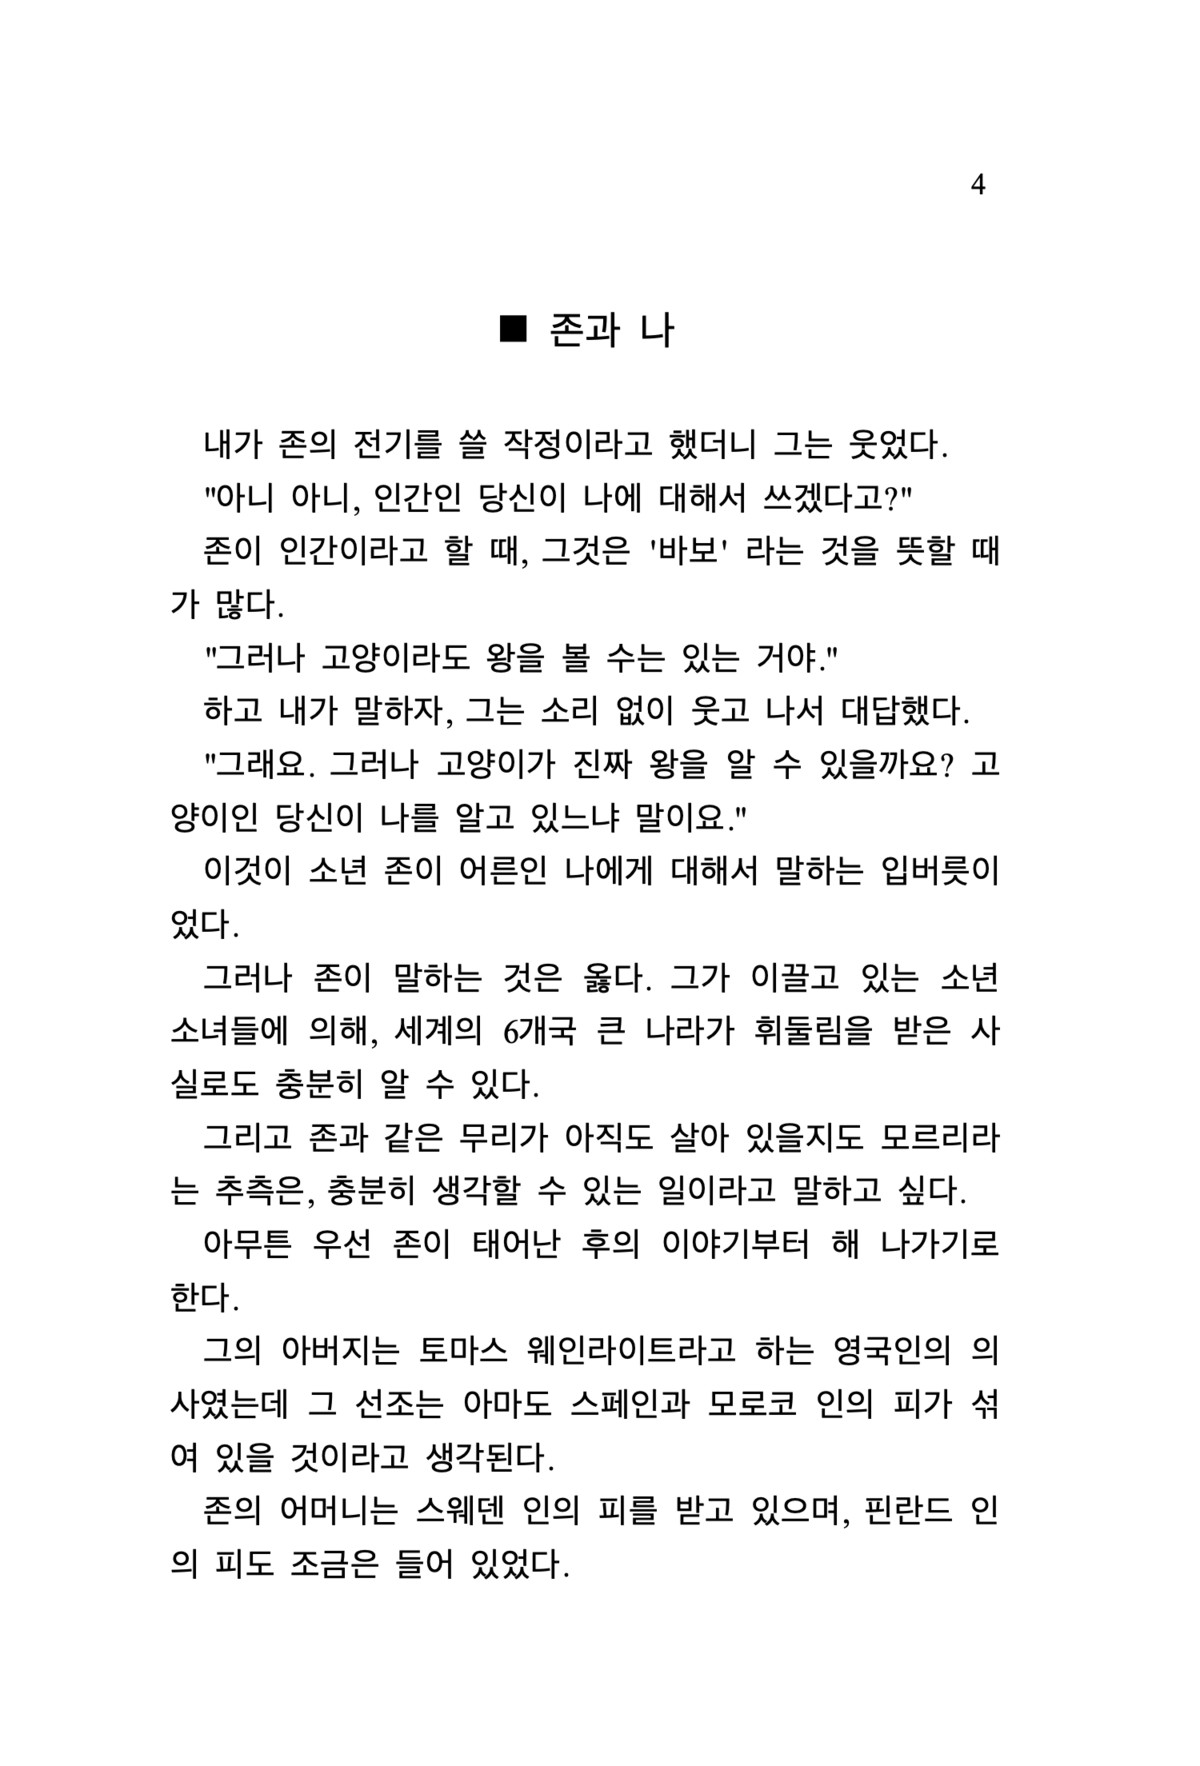 4
■ 존과 나
내가 존의 전기를 쓸 작정이라고 했더니 그는 웃었다.
"아니 아니, 인간인 당신이 나에 대해서 쓰겠다고?"
존이 인간이라고 할 때, 그것은 '바보' 라는 것을 뜻할 때
가 많다.
"그러나 고양이라도 왕을 볼 수는 있는 거야."
하고 내가 말하자, 그는 소리 없이 웃고 나서 대답했다.
"그래요. 그러나 고양이가 진짜 왕을 알 수 있을까요? 고
양이인 당신이 나를 알고 있느냐 말이요."
이것이 소년 존이 어른인 나에게 대해서 말하는 입버릇이
었다.
그러나 존이 말하는 것은 옳다. 그가 이끌고 있는 소년
소녀들에 의해, 세계의 6개국 큰 나라가 휘둘림을 받은 사
실로도 충분히 알 수 있다.
그리고 존과 같은 무리가 아직도 살아 있을지도 모르리라
는 추측은, 충분히 생각할 수 있는 일이라고 말하고 싶다.
아무튼 우선 존이 태어난 후의 이야기부터 해 나가기로
한다.
그의 아버지는 토마스 웨인라이트라고 하는 영국인의 의
사였는데 그 선조는 아마도 스페인과 모로코 인의 피가 섞
여 있을 것이라고 생각된다.
존의 어머니는 스웨덴 인의 피를 받고 있으며, 핀란드 인
의 피도 조금은 들어 있었다.